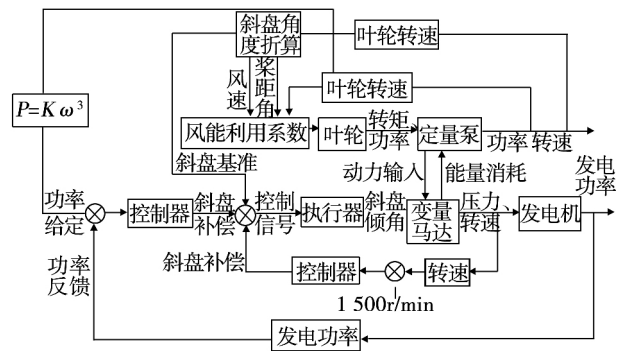 斜盘角
度折算
叶轮转速
风速
桨距角
叶轮转速
P=Kω³
风能利用系数
叶轮
转矩、
功率
定量泵
功率 转速
斜盘基准
动力输入
能量消耗
发电
功率
功率
给定
控制器
斜盘
补偿
控制
信号
执行器
斜盘
倾角
变量
马达
压力、
转速
发电机
功率
反馈
斜盘补偿
控制器
转速
1 500r/min
发电功率